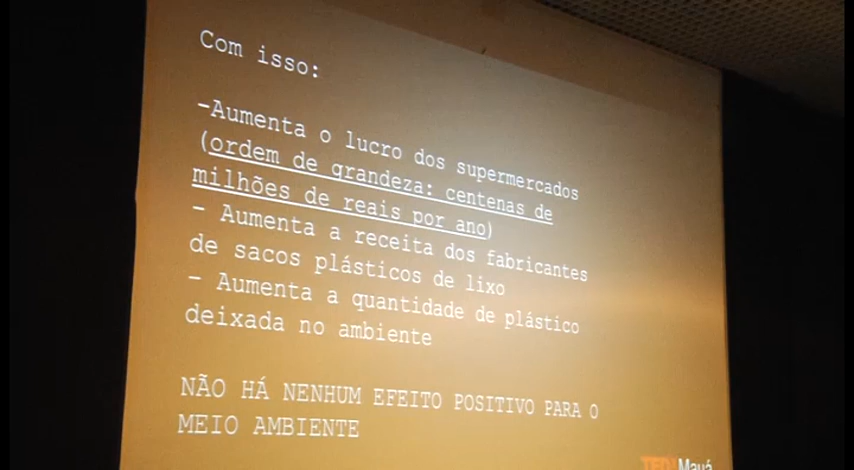 Com isso:
-Aumenta o lucro dos supermercados
(ordem de grandeza: centenas de
milhões de reais por ano)
- Aumenta a receita dos fabricantes
de sacos plásticos de lixo
- Aumenta a quantidade de plástico
deixada no ambiente
NÃO HÁ NENHUM EFEITO POSITIVO PARA O
MEIO AMBIENTE
TEDxMauá